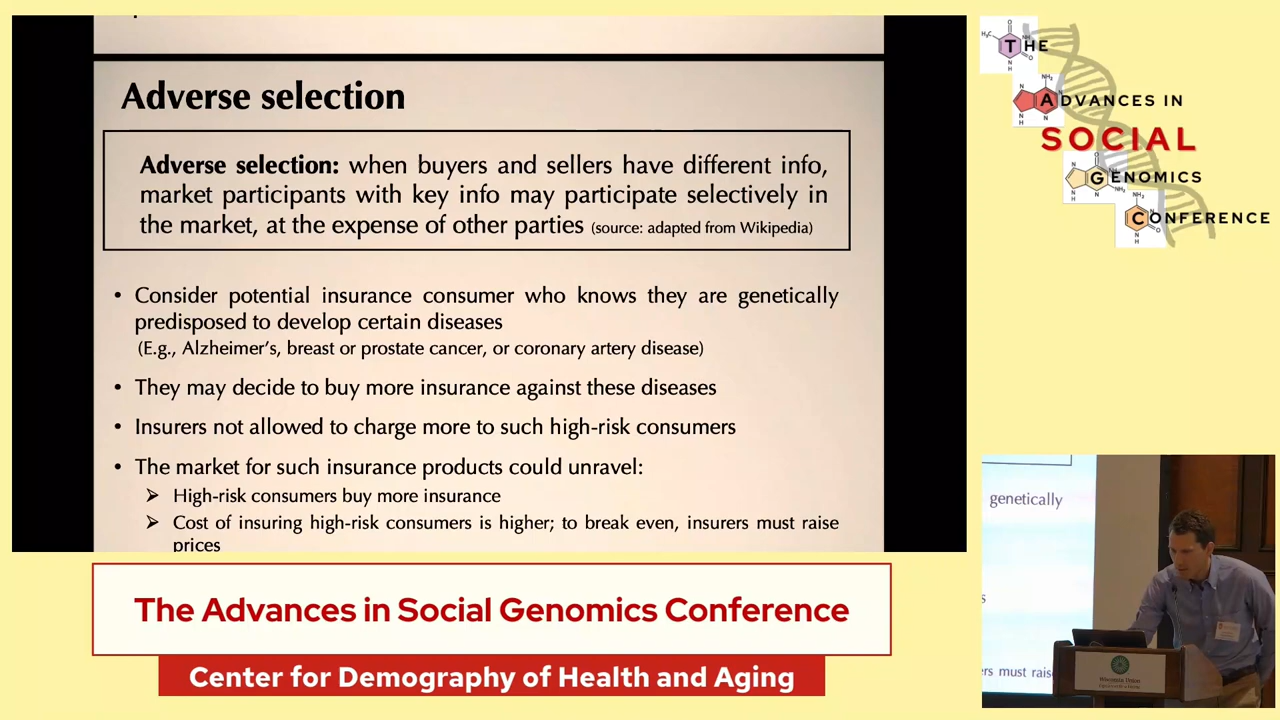 Adverse selection
Adverse selection: when buyers and sellers have different info,
market participants with key info may participate selectively in
the market, at the expense of other parties (source: adapted from Wikipedia)
• Consider potential insurance consumer who knows they are genetically
predisposed to develop certain diseases
(E.g., Alzheimer's, breast or prostate cancer, or coronary artery disease)
• They may decide to buy more insurance against these diseases
• Insurers not allowed to charge more to such high-risk consumers
• The market for such insurance products could unravel:
➢ High-risk consumers buy more insurance
➢ Cost of insuring high-risk consumers is higher; to break even, insurers must raise
prices
THE
ADVANCES IN
SOCIAL
GENOMICS
CONFERENCE
genetically
s
ers must raise
Wisconsin Union
The Advances in Social Genomics Conference
Center for Demography of Health and Aging